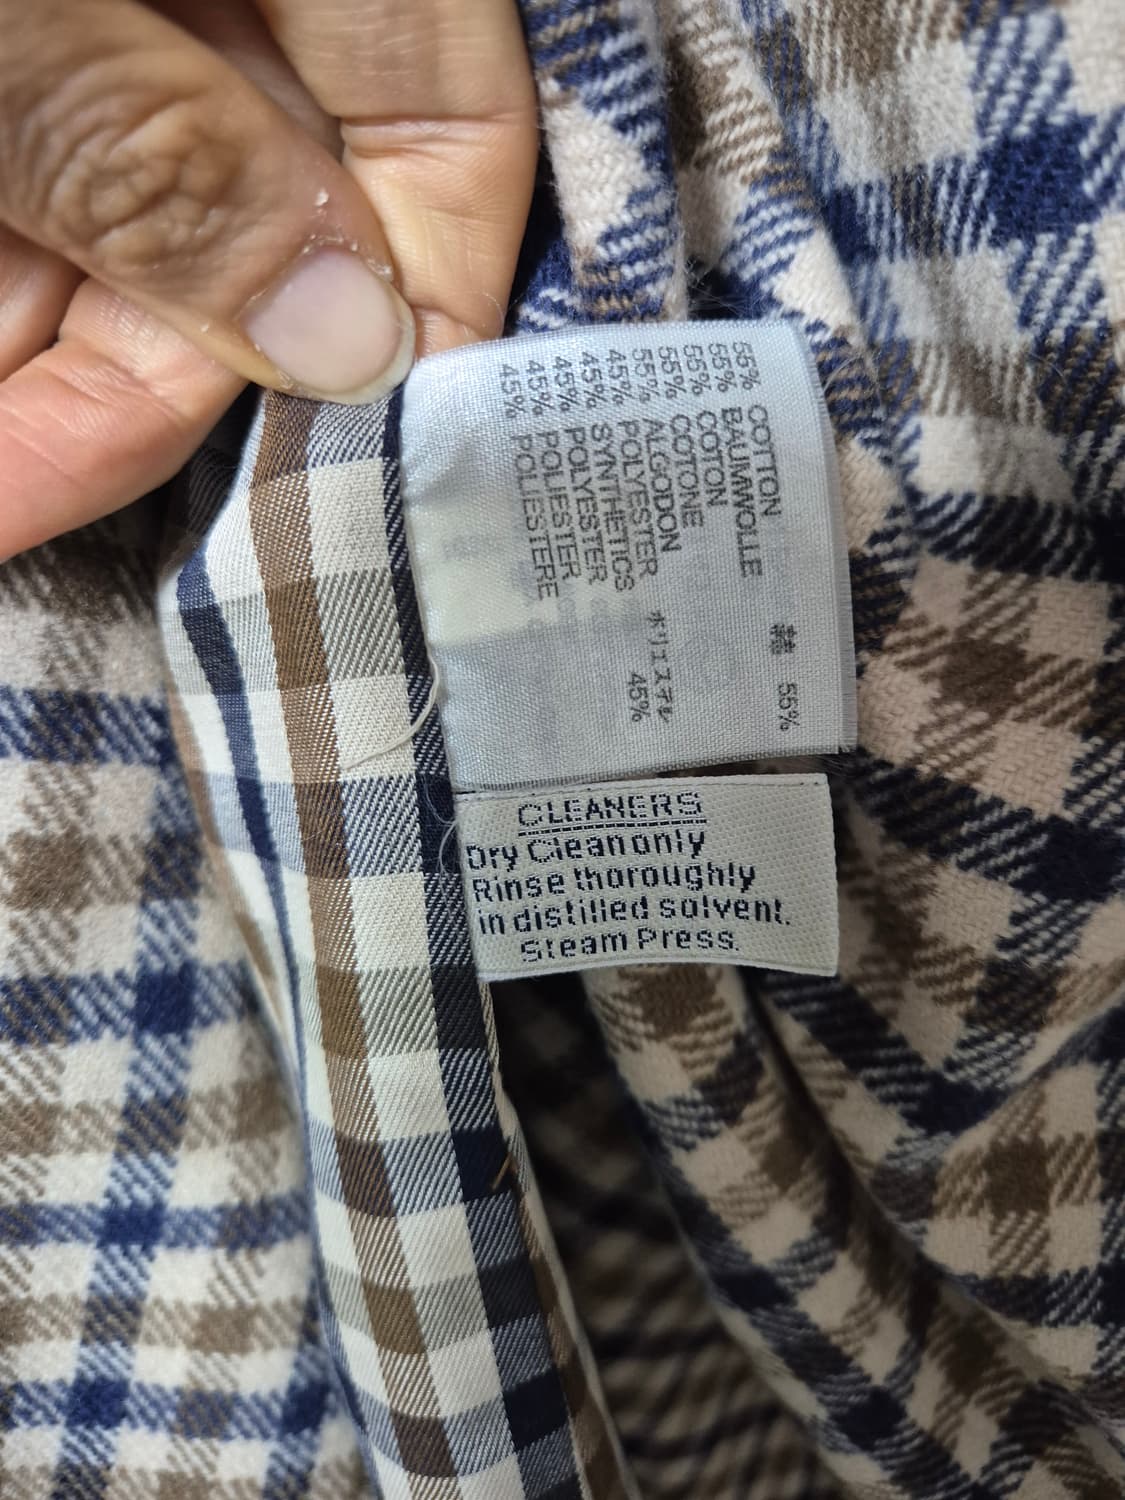 55% COTTON 綿 55%
55% BAUMWOLLE
55% COTON
55% COTONE
55% ALGODON
45% POLYESTER ポリエステル 45%
45% SYNTHETICS
45% POLYESTER
45% POLIESTER
45% POLIESTERE
CLEANERS
Dry Clean only
Rinse thoroughly
in distilled solvent.
Steam Press.